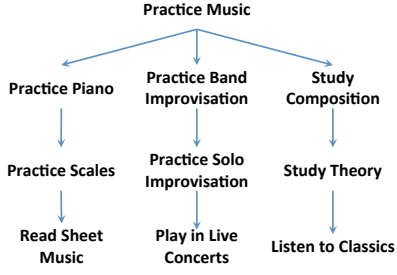 Practice Music
Practice Piano
Practice Band
Improvisation
Study
Composition
Practice Scales
Practice Solo
Improvisation
Study Theory
Read Sheet
Music
Play in Live
Concerts
Listen to Classics